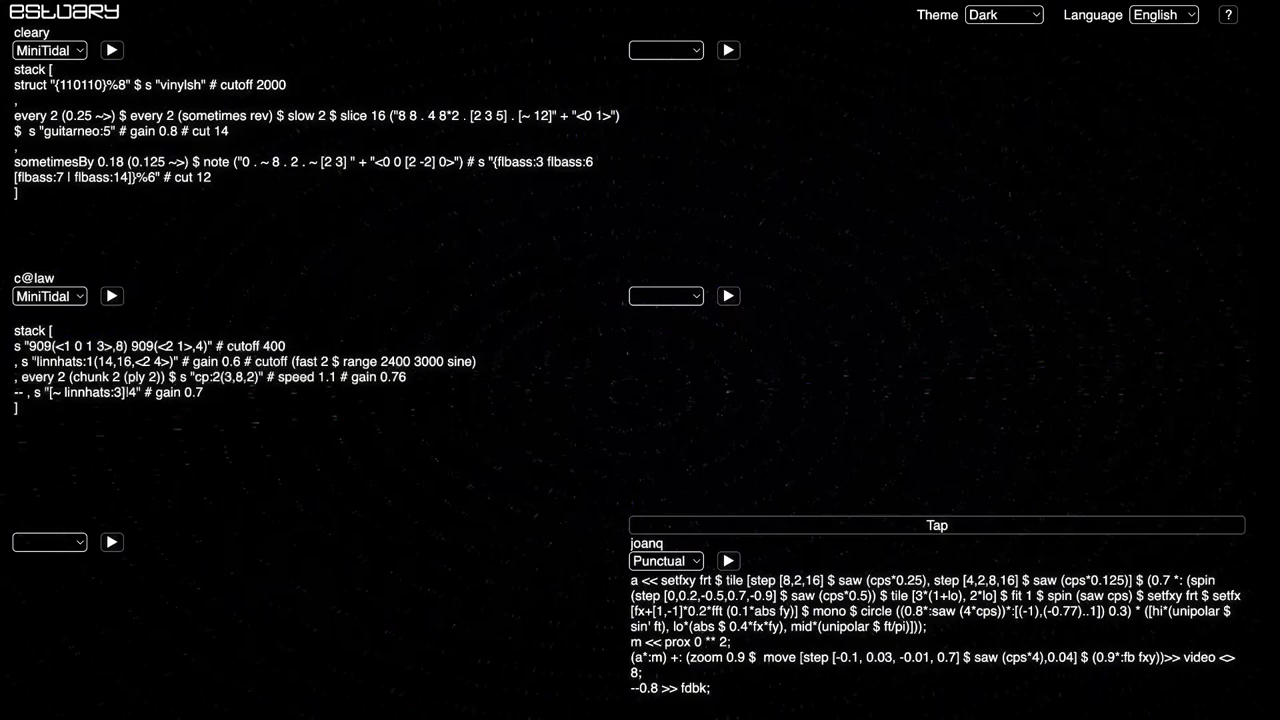 estuary
Theme Dark Language English ?
cleary
MiniTidal
stack [
struct "{110110}%8" $ s "vinylsh" # cutoff 2000
,
every 2 (0.25 ~>) $ every 2 (sometimes rev) $ slow 2 $ slice 16 ("8 8 . 4 8*2 . [2 3 5] . [~ 12]" + "<0 1>")
$ s "guitarneo:5" # gain 0.8 # cut 14
,
sometimesBy 0.18 (0.125 ~>) $ note ("0 . ~ 8 . 2 . ~ [2 3] " + "<0 0 [2 -2] 0>") # s "{flbass:3 flbass:6
[flbass:7 | flbass:14]}%6" # cut 12
]
c@law
MiniTidal
stack [
s "909(<1 0 1 3>,8) 909(<2 1>,4)" # cutoff 400
, s "linnhats:1(14,16,<2 4>)" # gain 0.6 # cutoff (fast 2 $ range 2400 3000 sine)
, every 2 (chunk 2 (ply 2)) $ s "cp:2(3,8,2)" # speed 1.1 # gain 0.76
-- , s "[~ linnhats:3]|4" # gain 0.7
]
Tap
joanq
Punctual
a << setfxy frt $ tile [step [8,2,16] $ saw (cps*0.25), step [4,2,8,16] $ saw (cps*0.125)] $ (0.7 *: (spin
(step [0,0.2,-0.5,0.7,-0.9] $ saw (cps*0.5)) $ tile [3*(1+lo), 2*lo] $ fit 1 $ spin (saw cps) $ setfxy frt $ setfx
[fx+[1,-1]*0.2*fft (0.1*abs fy)] $ mono $ circle ((0.8*:saw (4*cps))*:[(-1),(-0.77)..1]) 0.3) * ([hi*(unipolar $
sin' ft), lo*(abs $ 0.4*fx*fy), mid*(unipolar $ ft/pi)]));
m << prox 0 ** 2;
(a*:m) +: (zoom 0.9 $ move [step [-0.1, 0.03, -0.01, 0.7] $ saw (cps*4),0.04] $ (0.9*:fb fxy))>> video <>
8;
--0.8 >> fdbk;